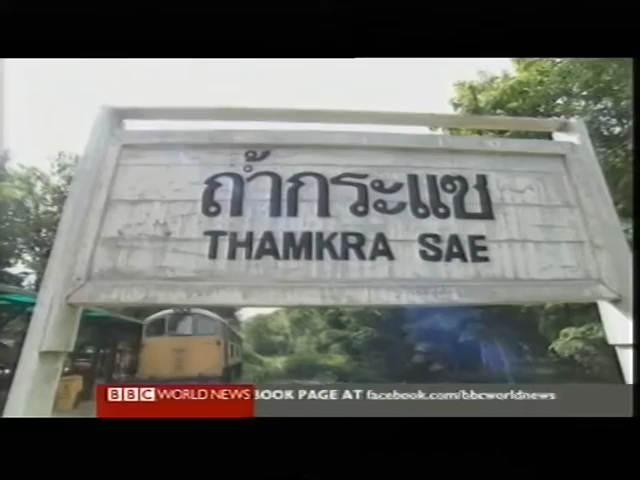 ถ้ำกระแซ
THAMKRA SAE
BBC WORLD NEWS BOOK PAGE AT facebook.com/bbcworldnews